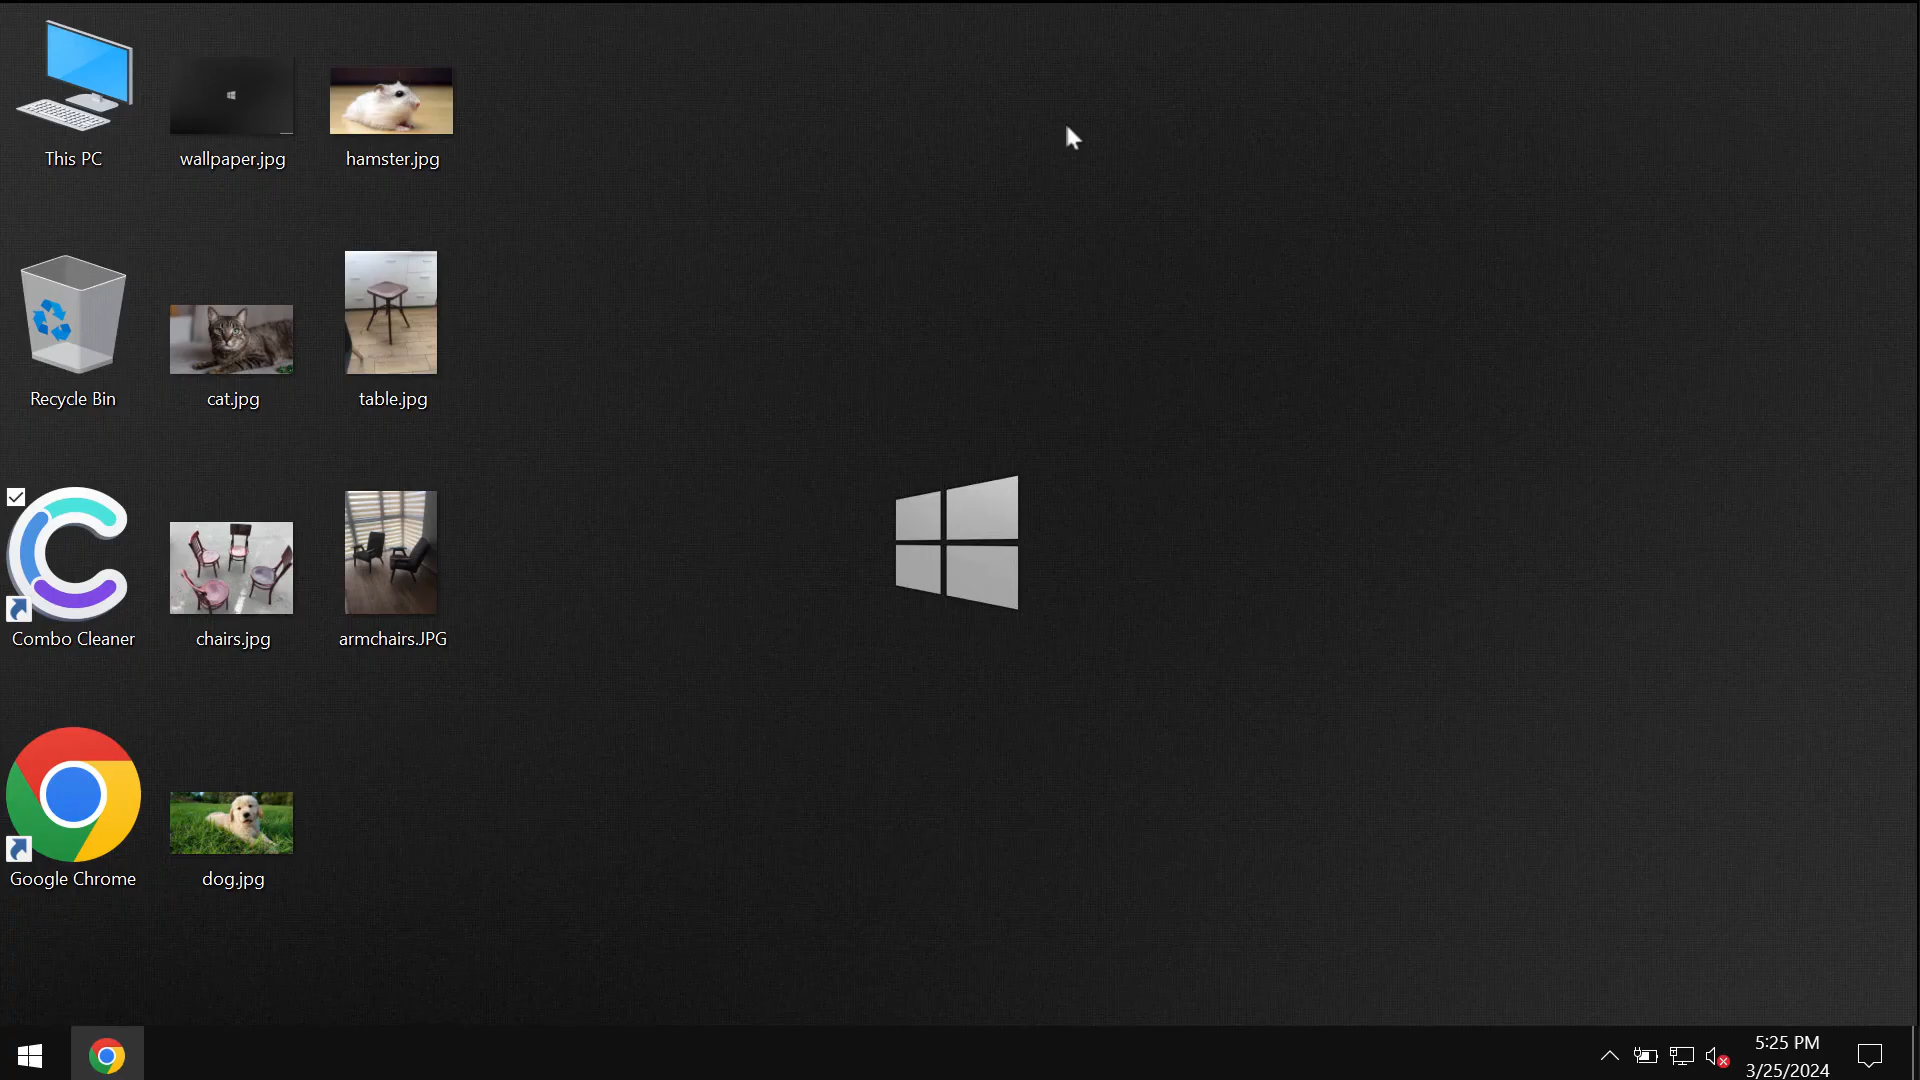 This PC
wallpaper.jpg
hamster.jpg
Recycle Bin
cat.jpg
table.jpg
Combo Cleaner
chairs.jpg
armchairs.JPG
Google Chrome
dog.jpg
5:25 PM
3/25/2024